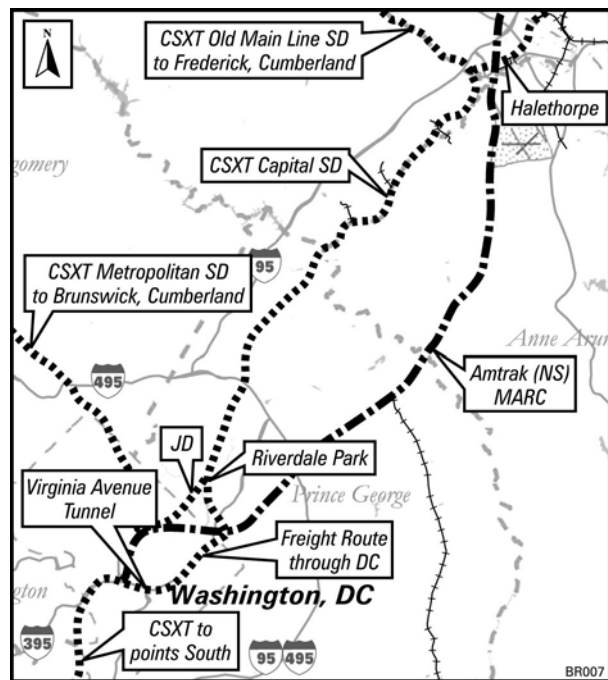 N
CSXT Old Main Line SD
to Frederick, Cumberland
Halethorpe
gomery
CSXT Capital SD
CSXT Metropolitan SD
to Brunswick, Cumberland
95
Anne Arun
495
Amtrak (NS)
MARC
JD
Riverdale Park
Virginia Avenue
Tunnel
Prince George
Freight Route
through DC
ngton
Washington, DC
395
CSXT to
points South
95
495
BR007